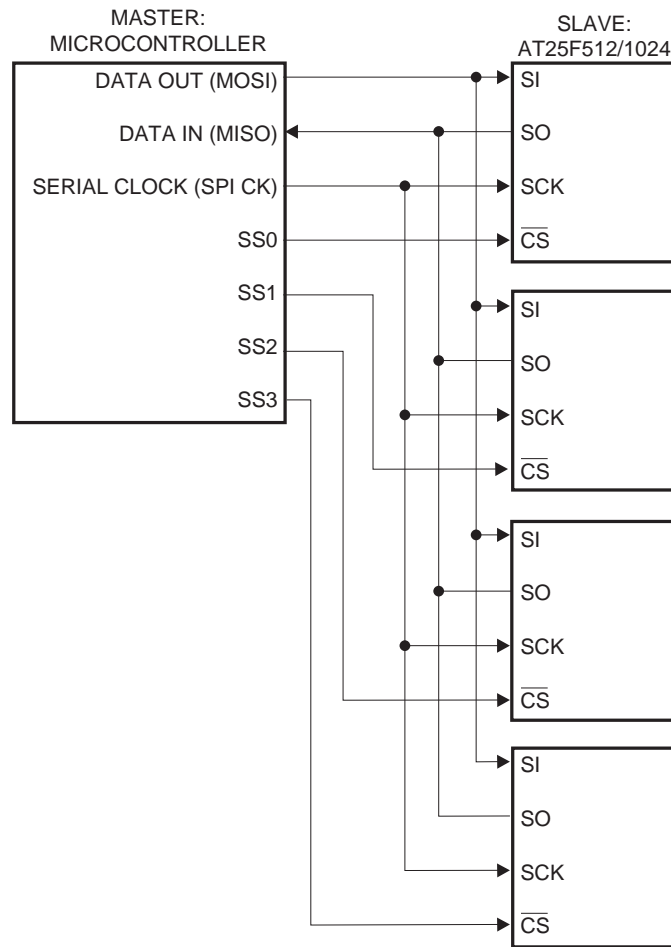 MASTER:
MICROCONTROLLER
DATA OUT (MOSI)
DATA IN (MISO)
SERIAL CLOCK (SPI CK)
SS0
SS1
SS2
SS3
SLAVE:
AT25F512/1024
SI
SO
SCK
CS
SI
SO
SCK
CS
SI
SO
SCK
CS
SI
SO
SCK
CS